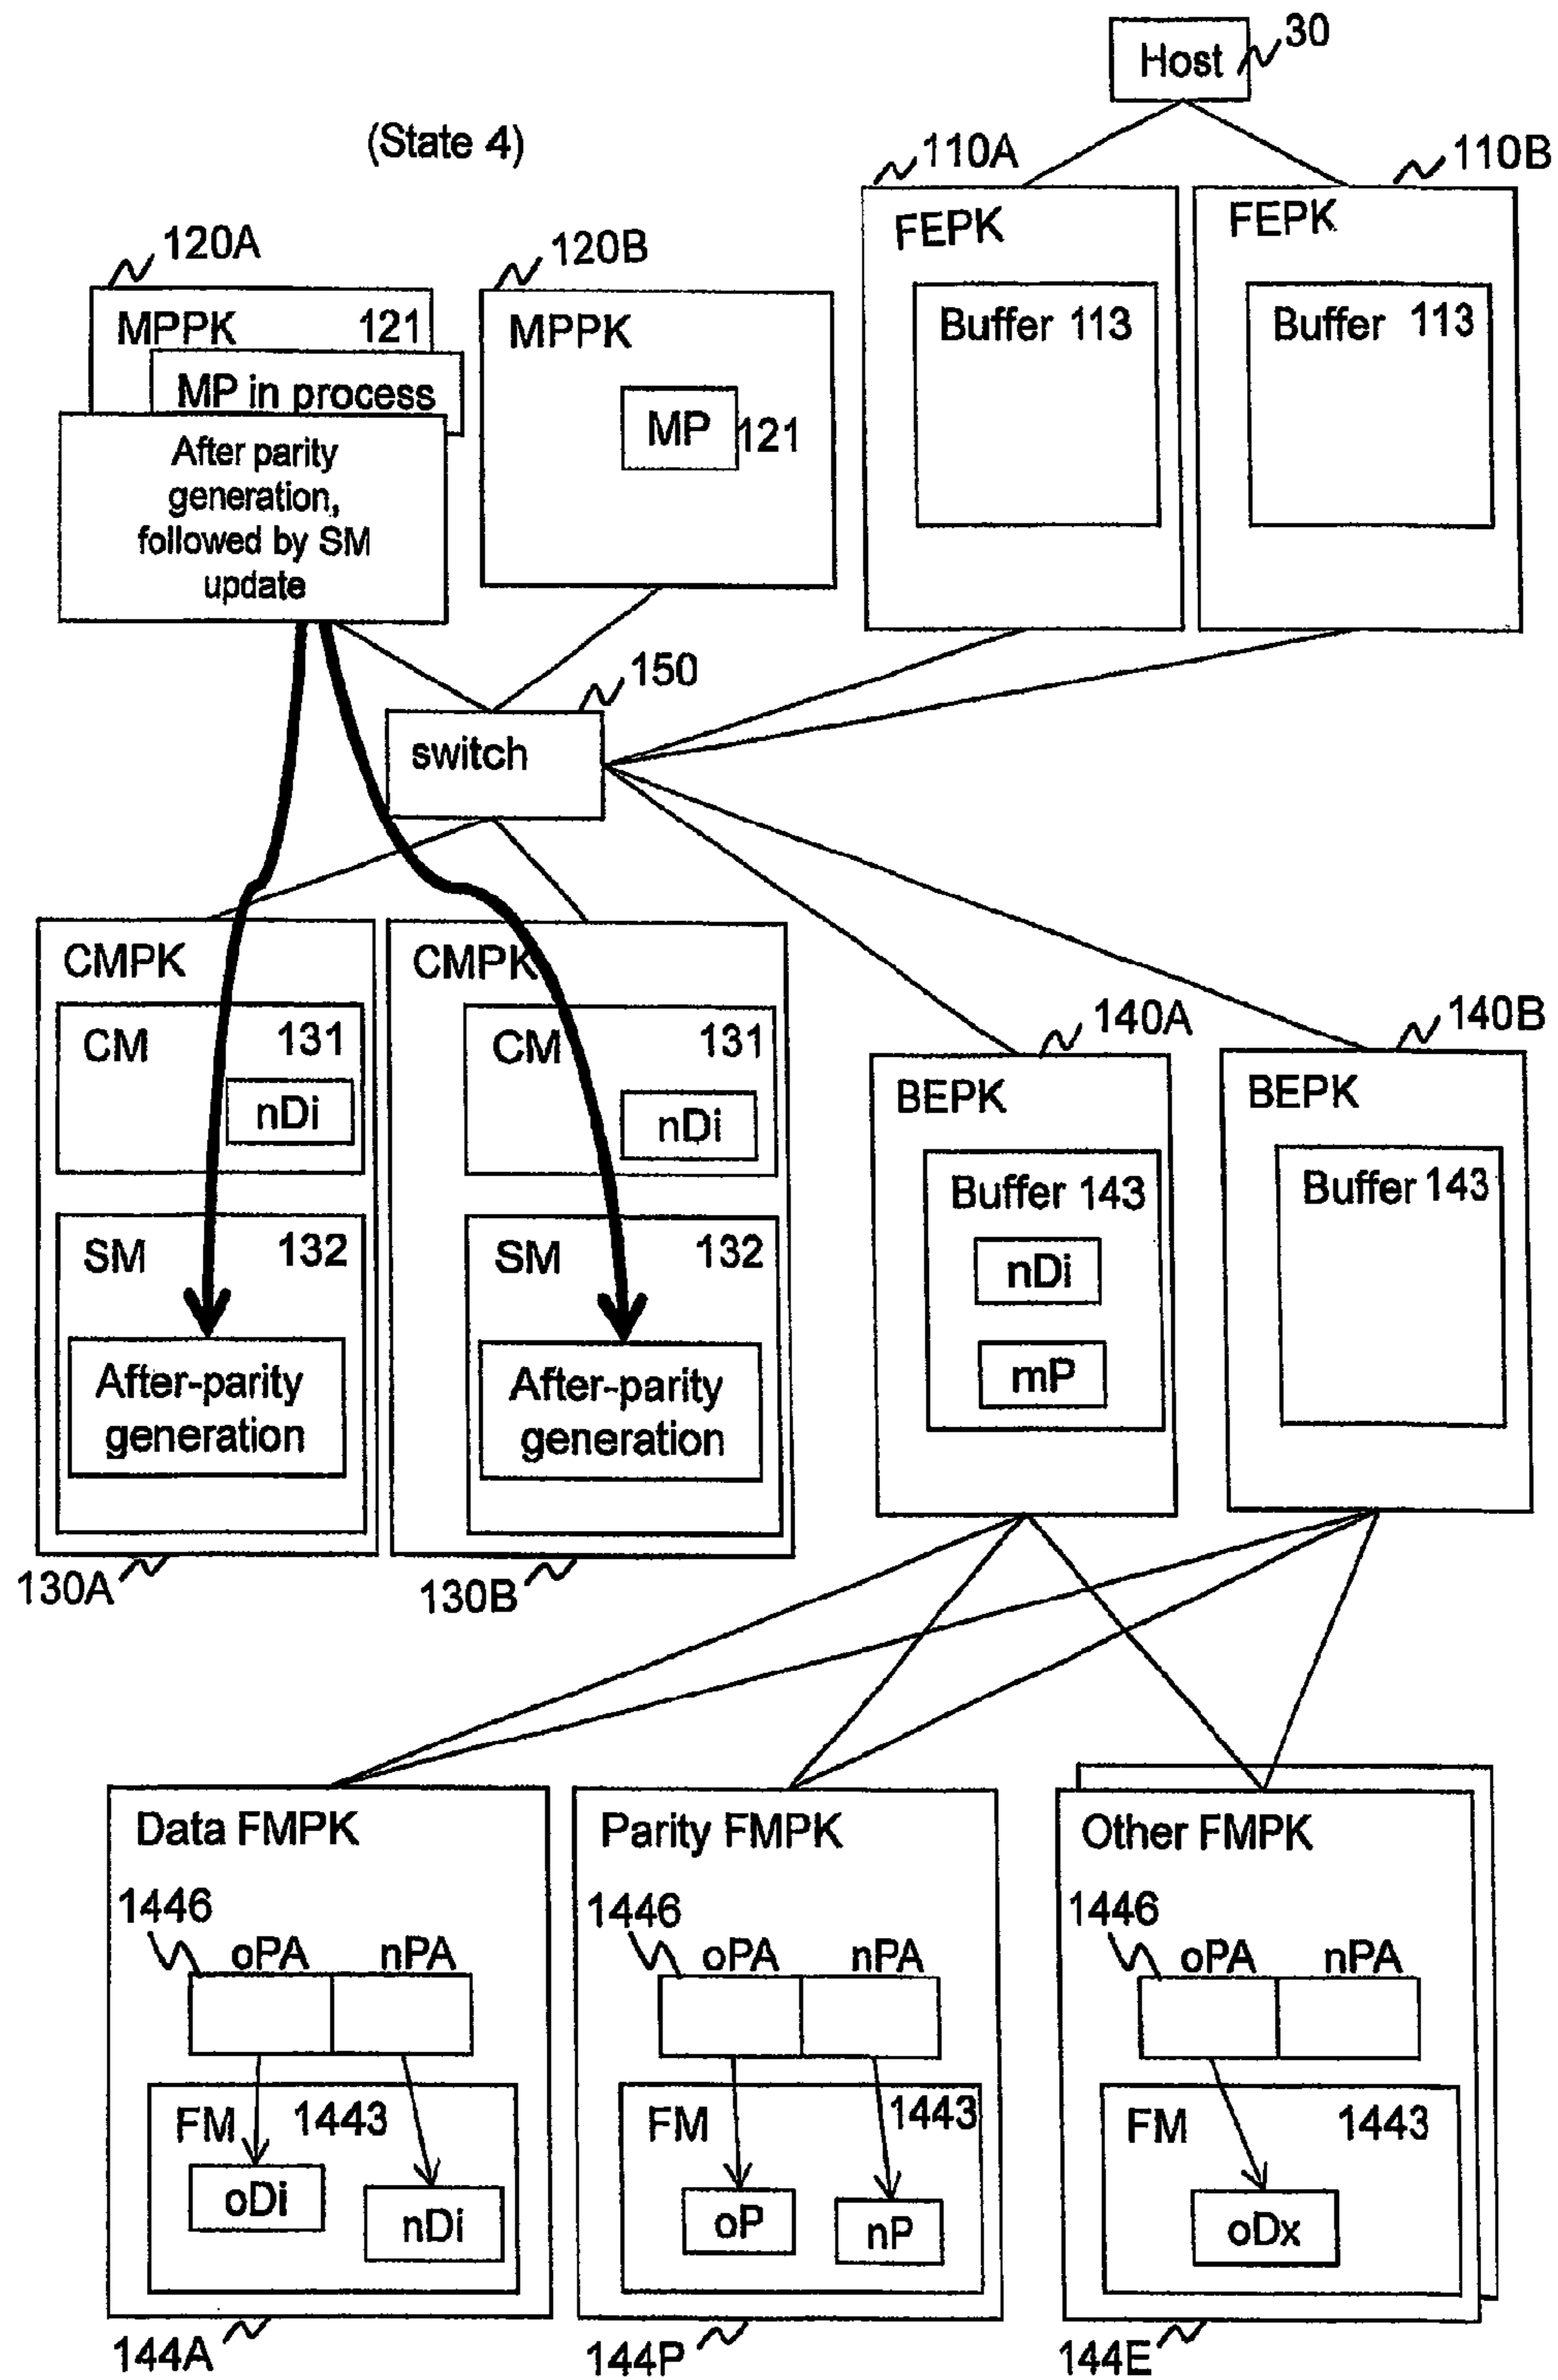 Host
30
(State 4)
110A
110B
FEPK
Buffer 113
FEPK
Buffer 113
120A
MPPK
121
MP in process
After parity
generation,
followed by SM
update
120B
MPPK
MP
121
150
switch
CMPK
CM
131
nDi
SM
132
After-parity
generation
130A
CMPK
CM
131
nDi
SM
132
After-parity
generation
130B
140A
BEPK
Buffer 143
nDi
mP
140B
BEPK
Buffer 143
Data FMPK
1446
oPA
nPA
FM
1443
oDi
nDi
144A
Parity FMPK
1446
oPA
nPA
FM
1443
oP
nP
144P
Other FMPK
1446
oPA
nPA
FM
1443
oDx
144E